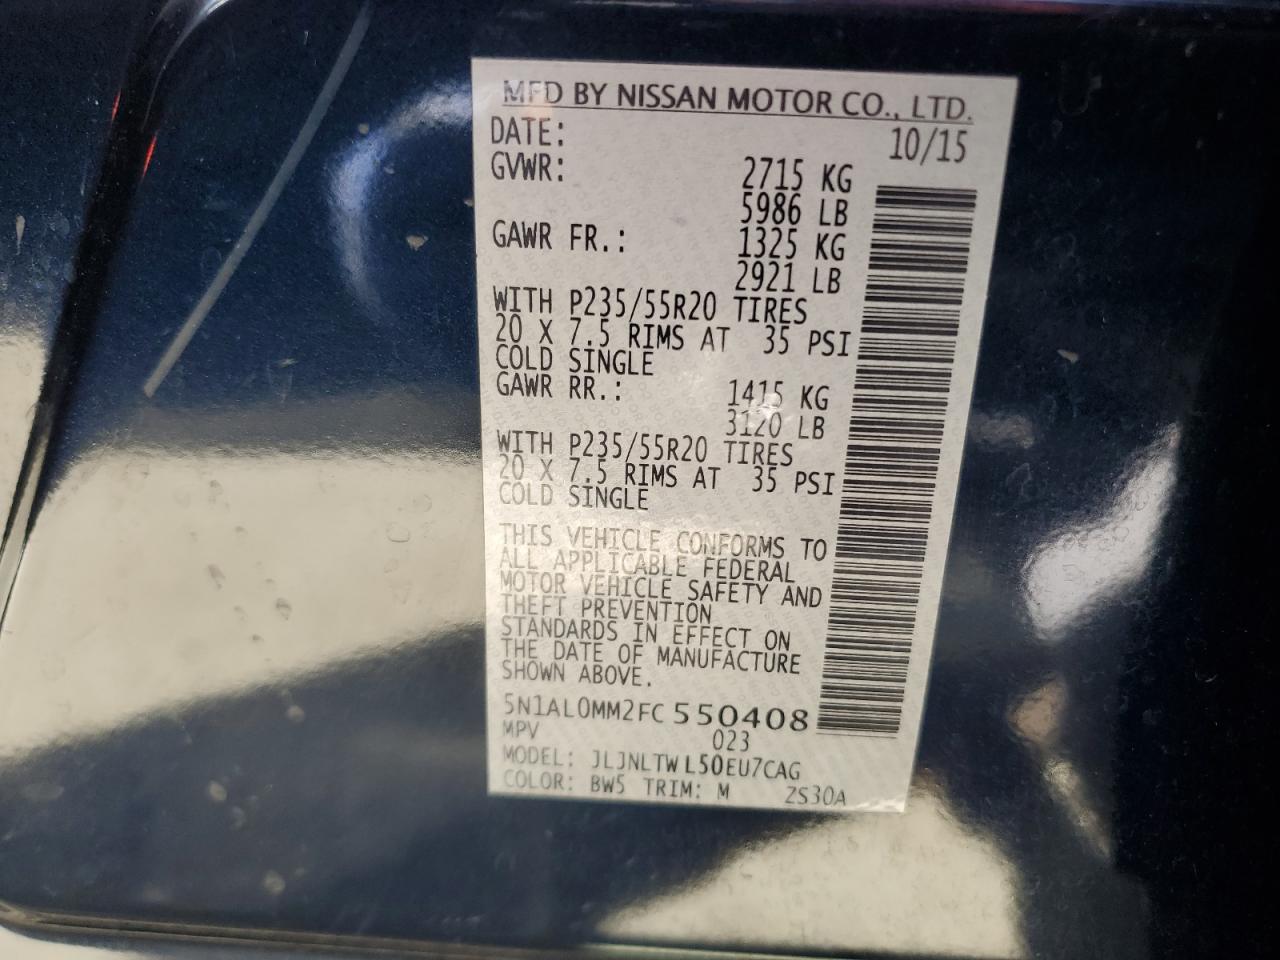 MFD BY NISSAN MOTOR CO., LTD.
DATE: 10/15
GVWR: 2715 KG
5986 LB
GAWR FR.: 1325 KG
2921 LB
WITH P235/55R20 TIRES
20 X 7.5 RIMS AT 35 PSI
COLD SINGLE
GAWR RR.: 1415 KG
3120 LB
WITH P235/55R20 TIRES
20 X 7.5 RIMS AT 35 PSI
COLD SINGLE
THIS VEHICLE CONFORMS TO
ALL APPLICABLE FEDERAL
MOTOR VEHICLE SAFETY AND
THEFT PREVENTION
STANDARDS IN EFFECT ON
THE DATE OF MANUFACTURE
SHOWN ABOVE.
5N1AL0MM2FC550408
MPV 023
MODEL: JLJNLTWL50EU7CAG
COLOR: BW5 TRIM: M ZS30A